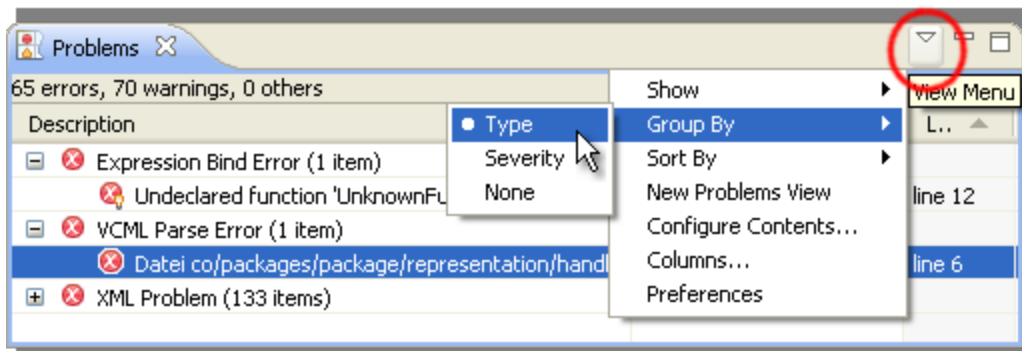 Problems
65 errors, 70 warnings, 0 others
Show
View Menu
Description
Type
Group By
L..
Expression Bind Error (1 item)
Severity
Sort By
Undeclared function 'UnknownFu
None
New Problems View
line 12
VCML Parse Error (1 item)
Configure Contents...
Datei co/packages/package/representation/handl
Columns...
line 6
XML Problem (133 items)
Preferences